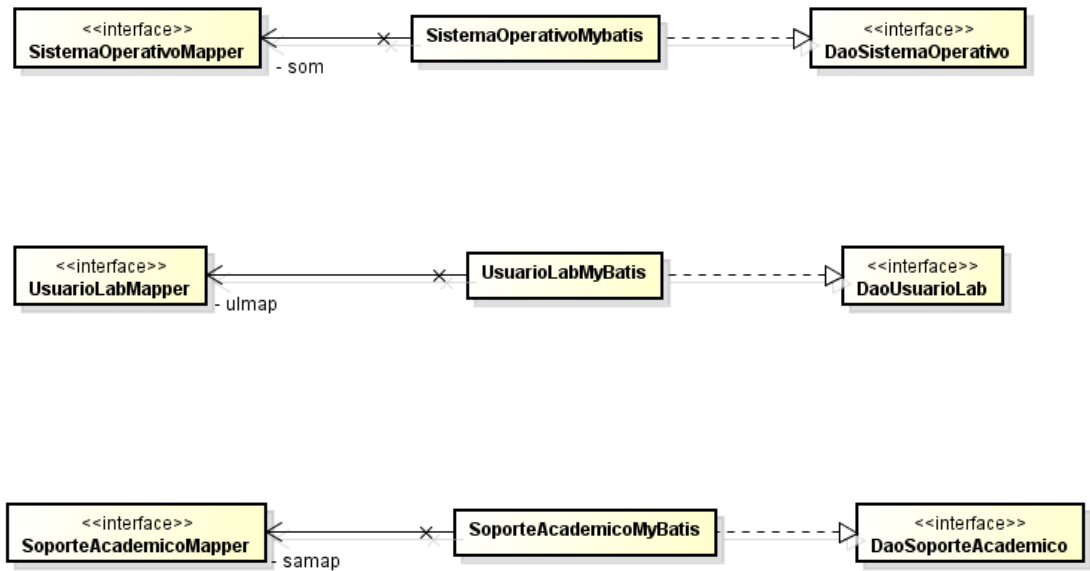 <<interface>>
SistemaOperativoMapper
- som
SistemaOperativoMybatis
<<interface>>
DaoSistemaOperativo
<<interface>>
UsuarioLabMapper
- ulmap
UsuarioLabMyBatis
<<interface>>
DaoUsuarioLab
<<interface>>
SoporteAcademicoMapper
- samap
SoporteAcademicoMyBatis
<<interface>>
DaoSoporteAcademico